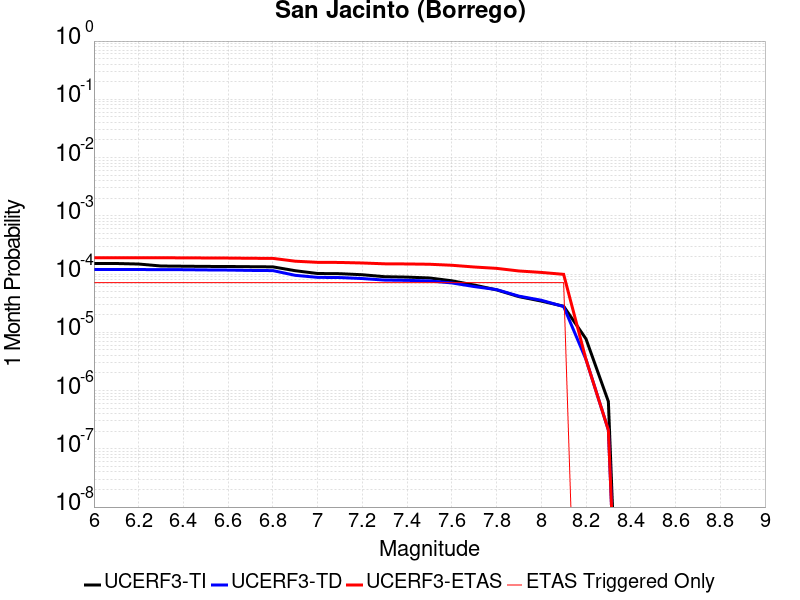 San Jacinto (Borrego)
10 0
10 -1
10 -2
10 -3
10 -4
10 -5
10 -6
10 -7
10 -8
1 Month Probability
6 6.2 6.4 6.6 6.8 7 7.2 7.4 7.6 7.8 8 8.2 8.4 8.6 8.8 9
Magnitude
UCERF3-TI UCERF3-TD UCERF3-ETAS ETAS Triggered Only